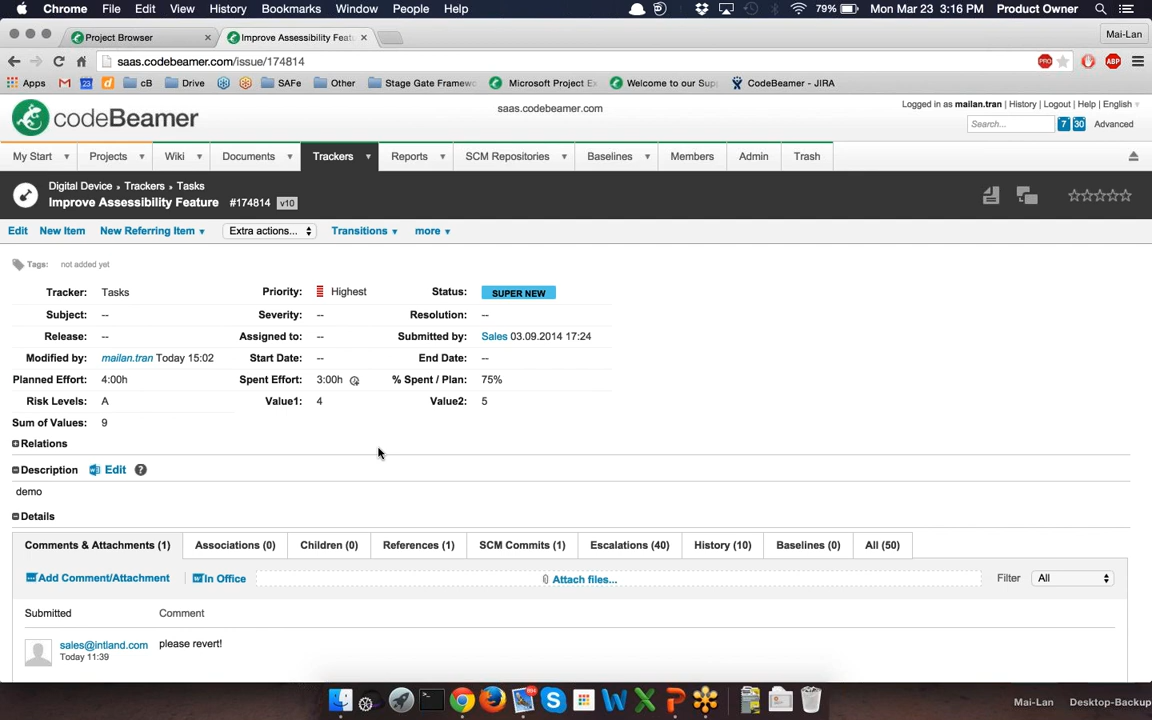 Chrome File Edit View History Bookmarks Window People Help 79% Mon Mar 23 3:16 PM Product Owner
Project Browser × Improve Assessibility Feat × Mai-Lan
saas.codebeamer.com/issue/174814
Apps 23 cB Drive SAFe Other Stage Gate Framewo Microsoft Project Ex Welcome to our Supp CodeBeamer - JIRA
codeBeamer saas.codebeamer.com Logged in as mailan.tran | History | Logout | Help | English
Search... 7 30 Advanced
My Start Projects Wiki Documents Trackers Reports SCM Repositories Baselines Members Admin Trash
Digital Device » Trackers » Tasks
Improve Assessibility Feature #174814 v10
Edit New Item New Referring Item Extra actions... Transitions more
Tags: not added yet
Tracker: Tasks Priority: Highest Status: SUPER NEW
Subject: -- Severity: -- Resolution: --
Release: -- Assigned to: -- Submitted by: Sales 03.09.2014 17:24
Modified by: mailan.tran Today 15:02 Start Date: -- End Date: --
Planned Effort: 4:00h Spent Effort: 3:00h % Spent / Plan: 75%
Risk Levels: A Value1: 4 Value2: 5
Sum of Values: 9
Relations
Description Edit ?
demo
Details
Comments & Attachments (1) Associations (0) Children (0) References (1) SCM Commits (1) Escalations (40) History (10) Baselines (0) All (50)
Add Comment/Attachment In Office Attach files... Filter All
Submitted Comment
sales@intland.com please revert!
Today 11:39
Mai-Lan Desktop-Backup